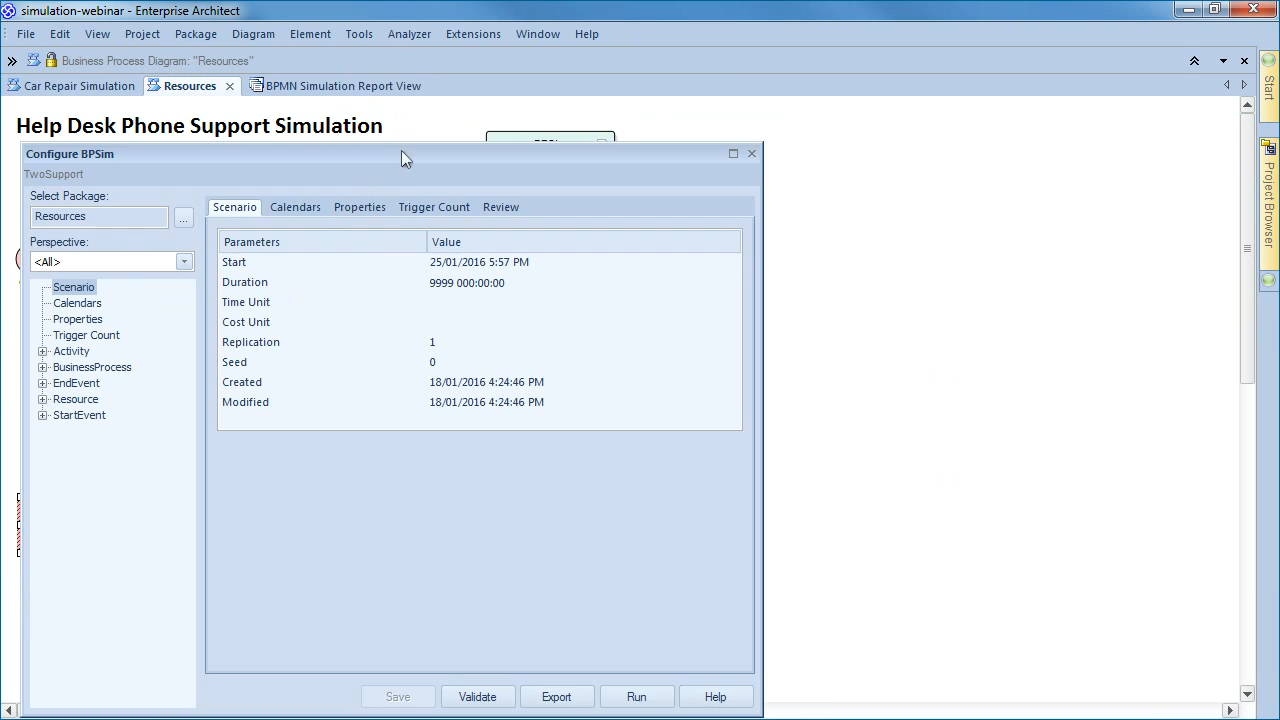 simulation-webinar - Enterprise Architect
File Edit View Project Package Diagram Element Tools Analyzer Extensions Window Help
Business Process Diagram: "Resources"
Car Repair Simulation Resources BPMN Simulation Report View
Help Desk Phone Support Simulation
Configure BPSim
TwoSupport
Select Package:
Resources ...
Perspective:
<All>
Scenario
Calendars
Properties
Trigger Count
Activity
BusinessProcess
EndEvent
Resource
StartEvent
Scenario Calendars Properties Trigger Count Review
Parameters Value
Start 25/01/2016 5:57 PM
Duration 9999 000:00:00
Time Unit
Cost Unit
Replication 1
Seed 0
Created 18/01/2016 4:24:46 PM
Modified 18/01/2016 4:24:46 PM
Save Validate Export Run Help
Start
Project Browser